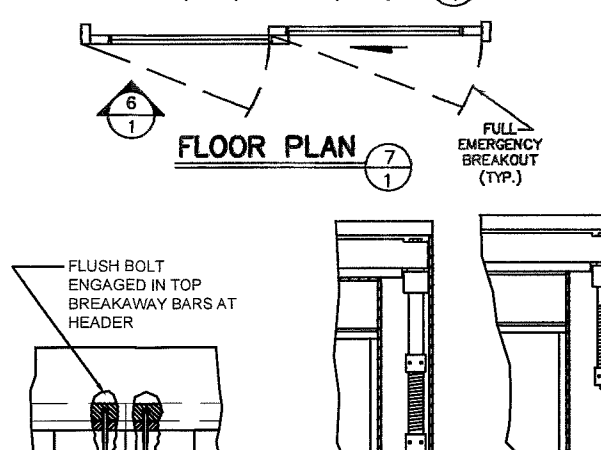 6
1
FLOOR PLAN
7
1
FULL
EMERGENCY
BREAKOUT
(TYP.)
FLUSH BOLT
ENGAGED IN TOP
BREAKAWAY BARS AT
HEADER